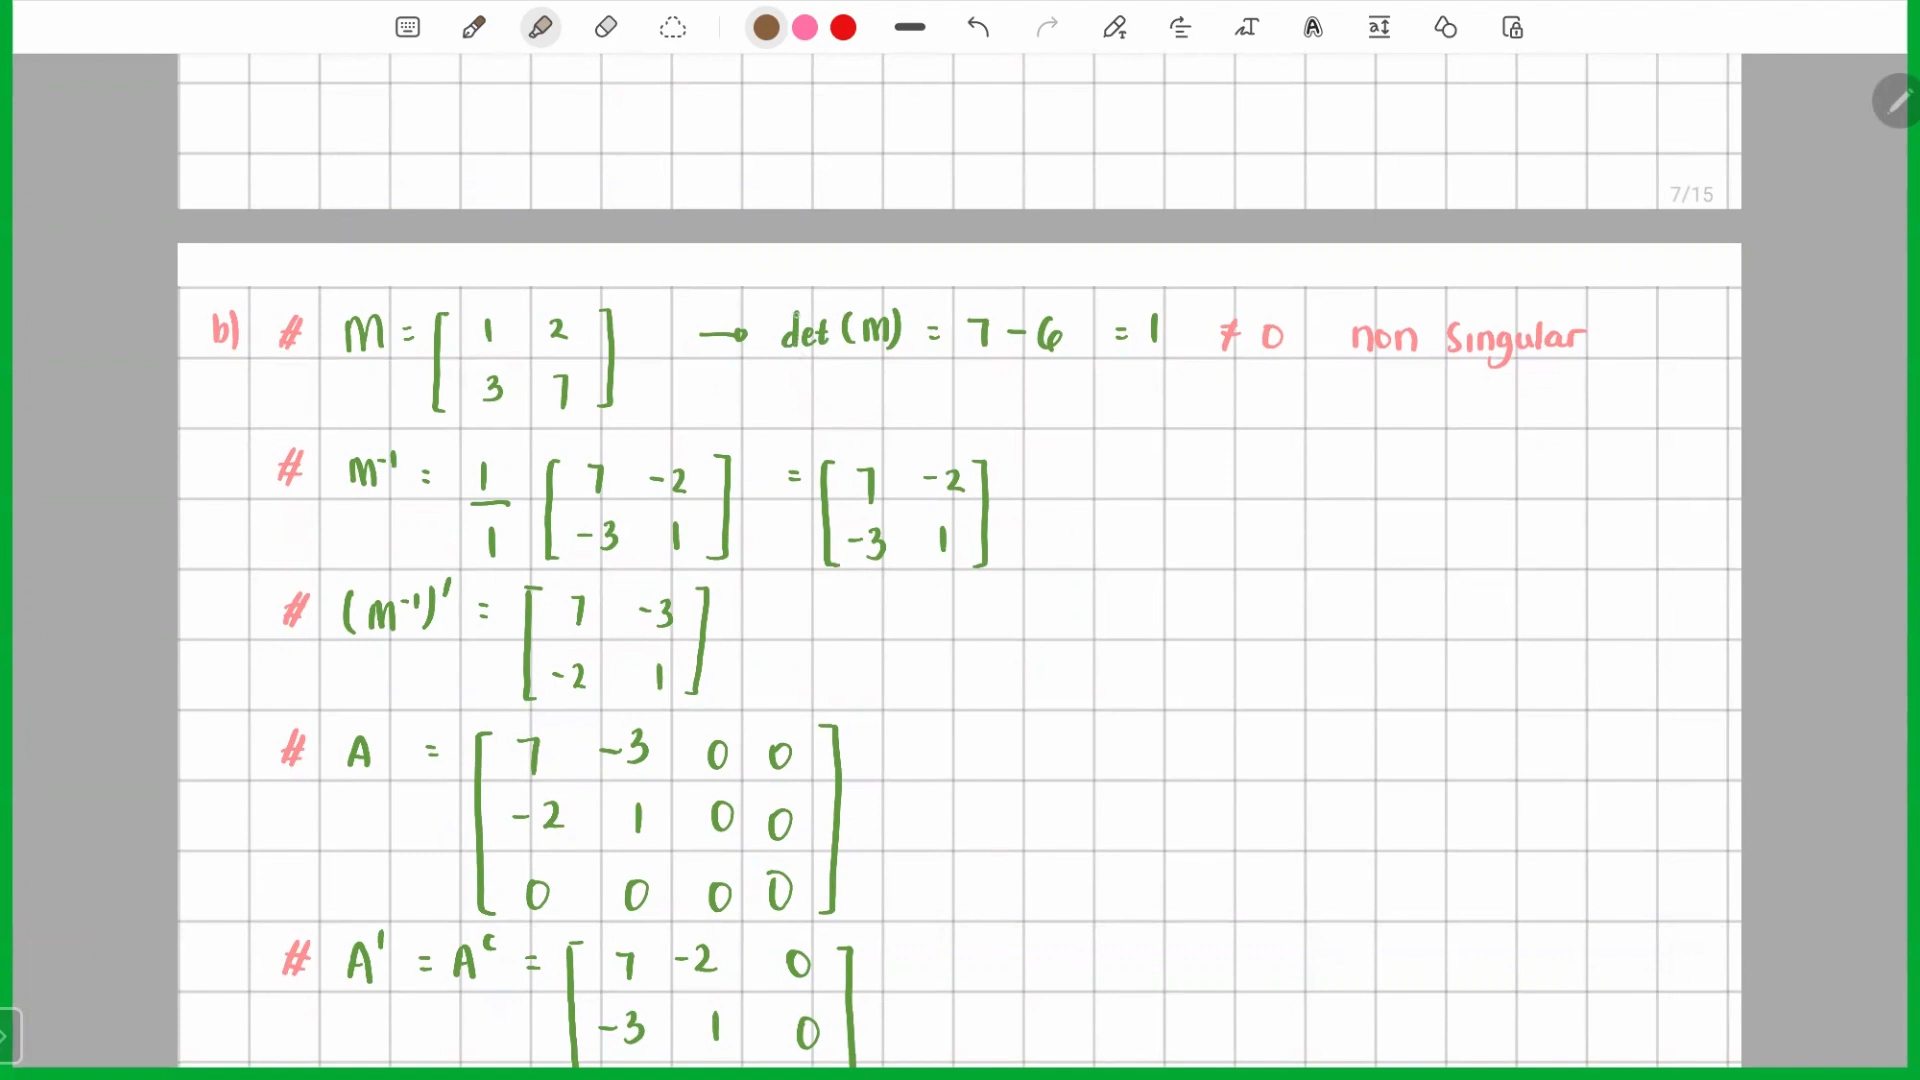 7/15
b) # M = [ 1 2 → det (m) = 7 - 6 = 1 ≠ 0 non singular
3 7 ]
# m⁻¹ = 1/1 [ 7 -2 = [ 7 -2
-3 1 ] -3 1 ]
# (m⁻¹)' = [ 7 -3
-2 1 ]
# A = [ 7 -3 0 0
-2 1 0 0
0 0 0 0 ]
# A' = Aᶜ = [ 7 -2 0
-3 1 0